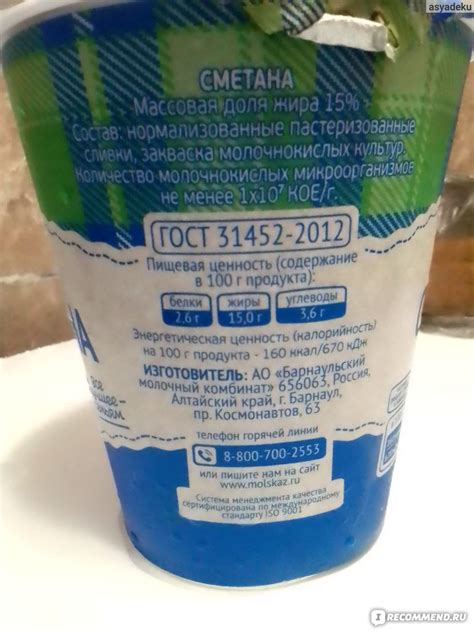 asyadeku
СМЕТАНА
Массовая доля жира 15%
Состав: нормализованные пастеризованные
сливки, закваска молочнокислых культур.
Количество молочнокислых микроорганизмов
не менее 1х10⁷ КОЕ/г.
ГОСТ 31452-2012
Пищевая ценность (содержание
в 100 г продукта):
белки жиры углеводы
2,6 г 15,0 г 3,6 г
Энергетическая ценность (калорийность)
на 100 г продукта - 160 ккал/670 кДж
ИЗГОТОВИТЕЛЬ: АО «Барнаульский
молочный комбинат» 656063, Россия,
Алтайский край, г. Барнаул,
пр. Космонавтов, 63
телефон горячей линии
8-800-700-2553
или пишите нам на сайт
www.molskaz.ru
Система менеджмента качества
сертифицирована по международному
стандарту ISO 9001
НА
Все
I RECOMMEND.RU